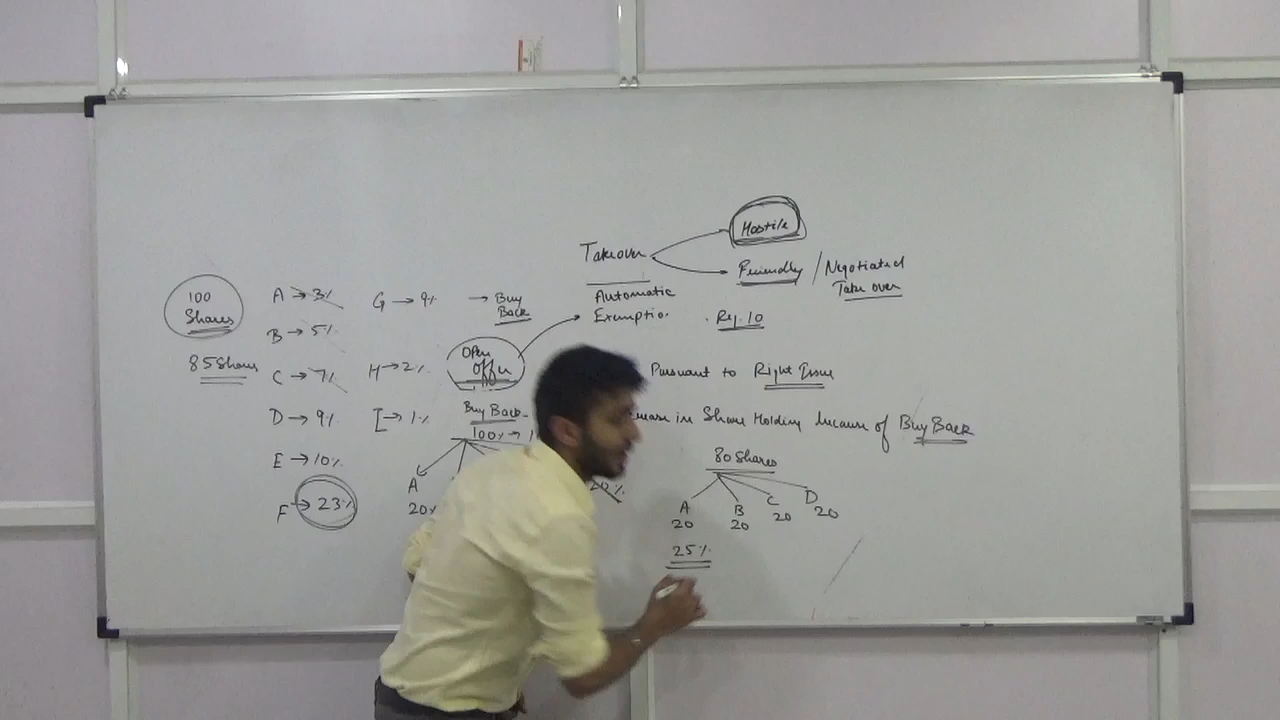 Hostile
Takeover
Friendly / Negotiated
Take over
Automatic
Exemption
Reg. 10
100
Shares
85 Shares
A → 3%
B → 5%
C → 7%
D → 9%
E → 10%
F → 23%
G → 9%
H → 2%
I → 1%
→ Buy
Back
Open
offer
Pursuant to Right Issue
in Share Holding because of Buy Back
Buy Back
100% →
A
20%
20%
80 Shares
A B C D
20 20 20 20
25%